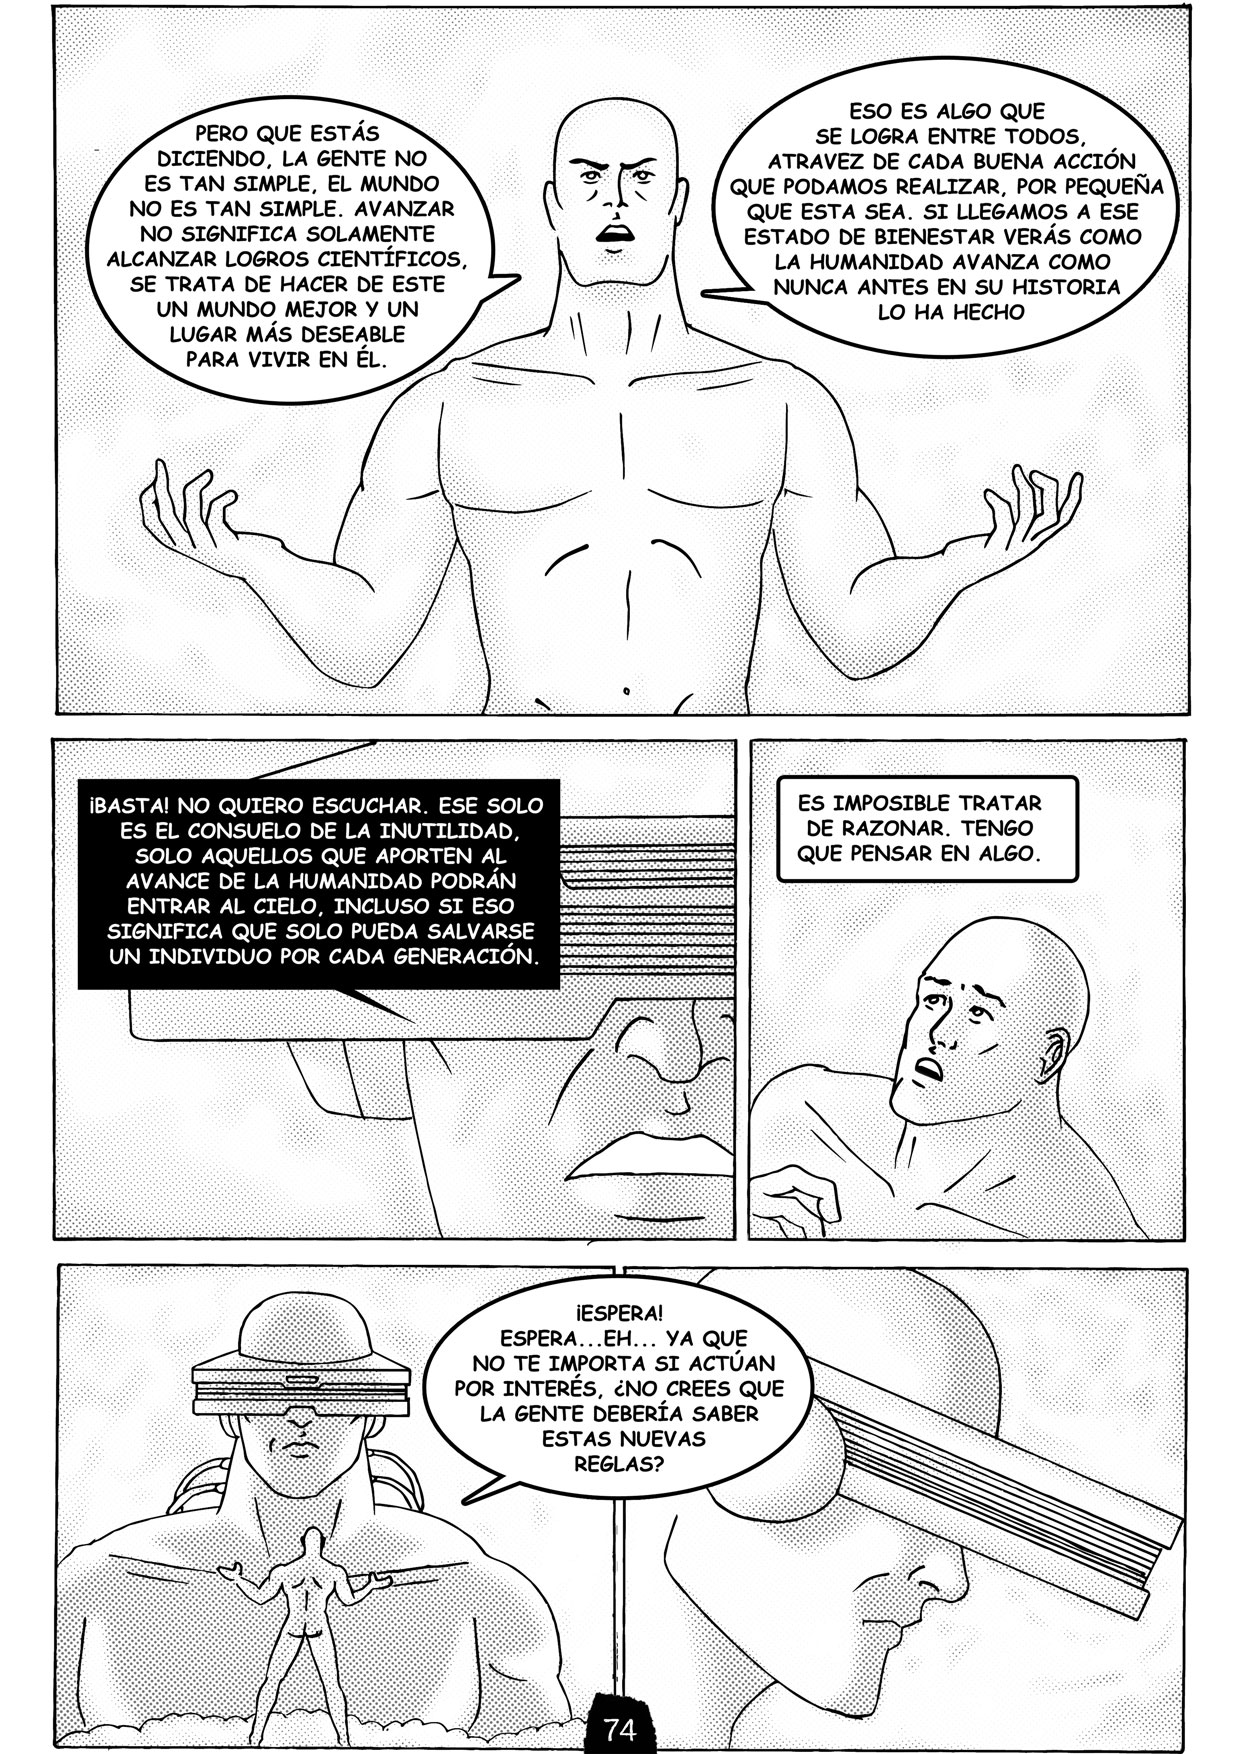 PERO QUE ESTÁS
DICIENDO, LA GENTE NO
ES TAN SIMPLE, EL MUNDO
NO ES TAN SIMPLE. AVANZAR
NO SIGNIFICA SOLAMENTE
ALCANZAR LOGROS CIENTÍFICOS,
SE TRATA DE HACER DE ESTE
UN MUNDO MEJOR Y UN
LUGAR MÁS DESEABLE
PARA VIVIR EN ÉL.
ESO ES ALGO QUE
SE LOGRA ENTRE TODOS,
ATRAVEZ DE CADA BUENA ACCIÓN
QUE PODAMOS REALIZAR, POR PEQUEÑA
QUE ESTA SEA. SI LLEGAMOS A ESE
ESTADO DE BIENESTAR VERÁS COMO
LA HUMANIDAD AVANZA COMO
NUNCA ANTES EN SU HISTORIA
LO HA HECHO
¡BASTA! NO QUIERO ESCUCHAR. ESE SOLO
ES EL CONSUELO DE LA INUTILIDAD,
SOLO AQUELLOS QUE APORTEN AL
AVANCE DE LA HUMANIDAD PODRÁN
ENTRAR AL CIELO, INCLUSO SI ESO
SIGNIFICA QUE SOLO PUEDA SALVARSE
UN INDIVIDUO POR CADA GENERACIÓN.
ES IMPOSIBLE TRATAR
DE RAZONAR. TENGO
QUE PENSAR EN ALGO.
¡ESPERA!
ESPERA...EH... YA QUE
NO TE IMPORTA SI ACTÚAN
POR INTERÉS, ¿NO CREES QUE
LA GENTE DEBERÍA SABER
ESTAS NUEVAS
REGLAS?
74